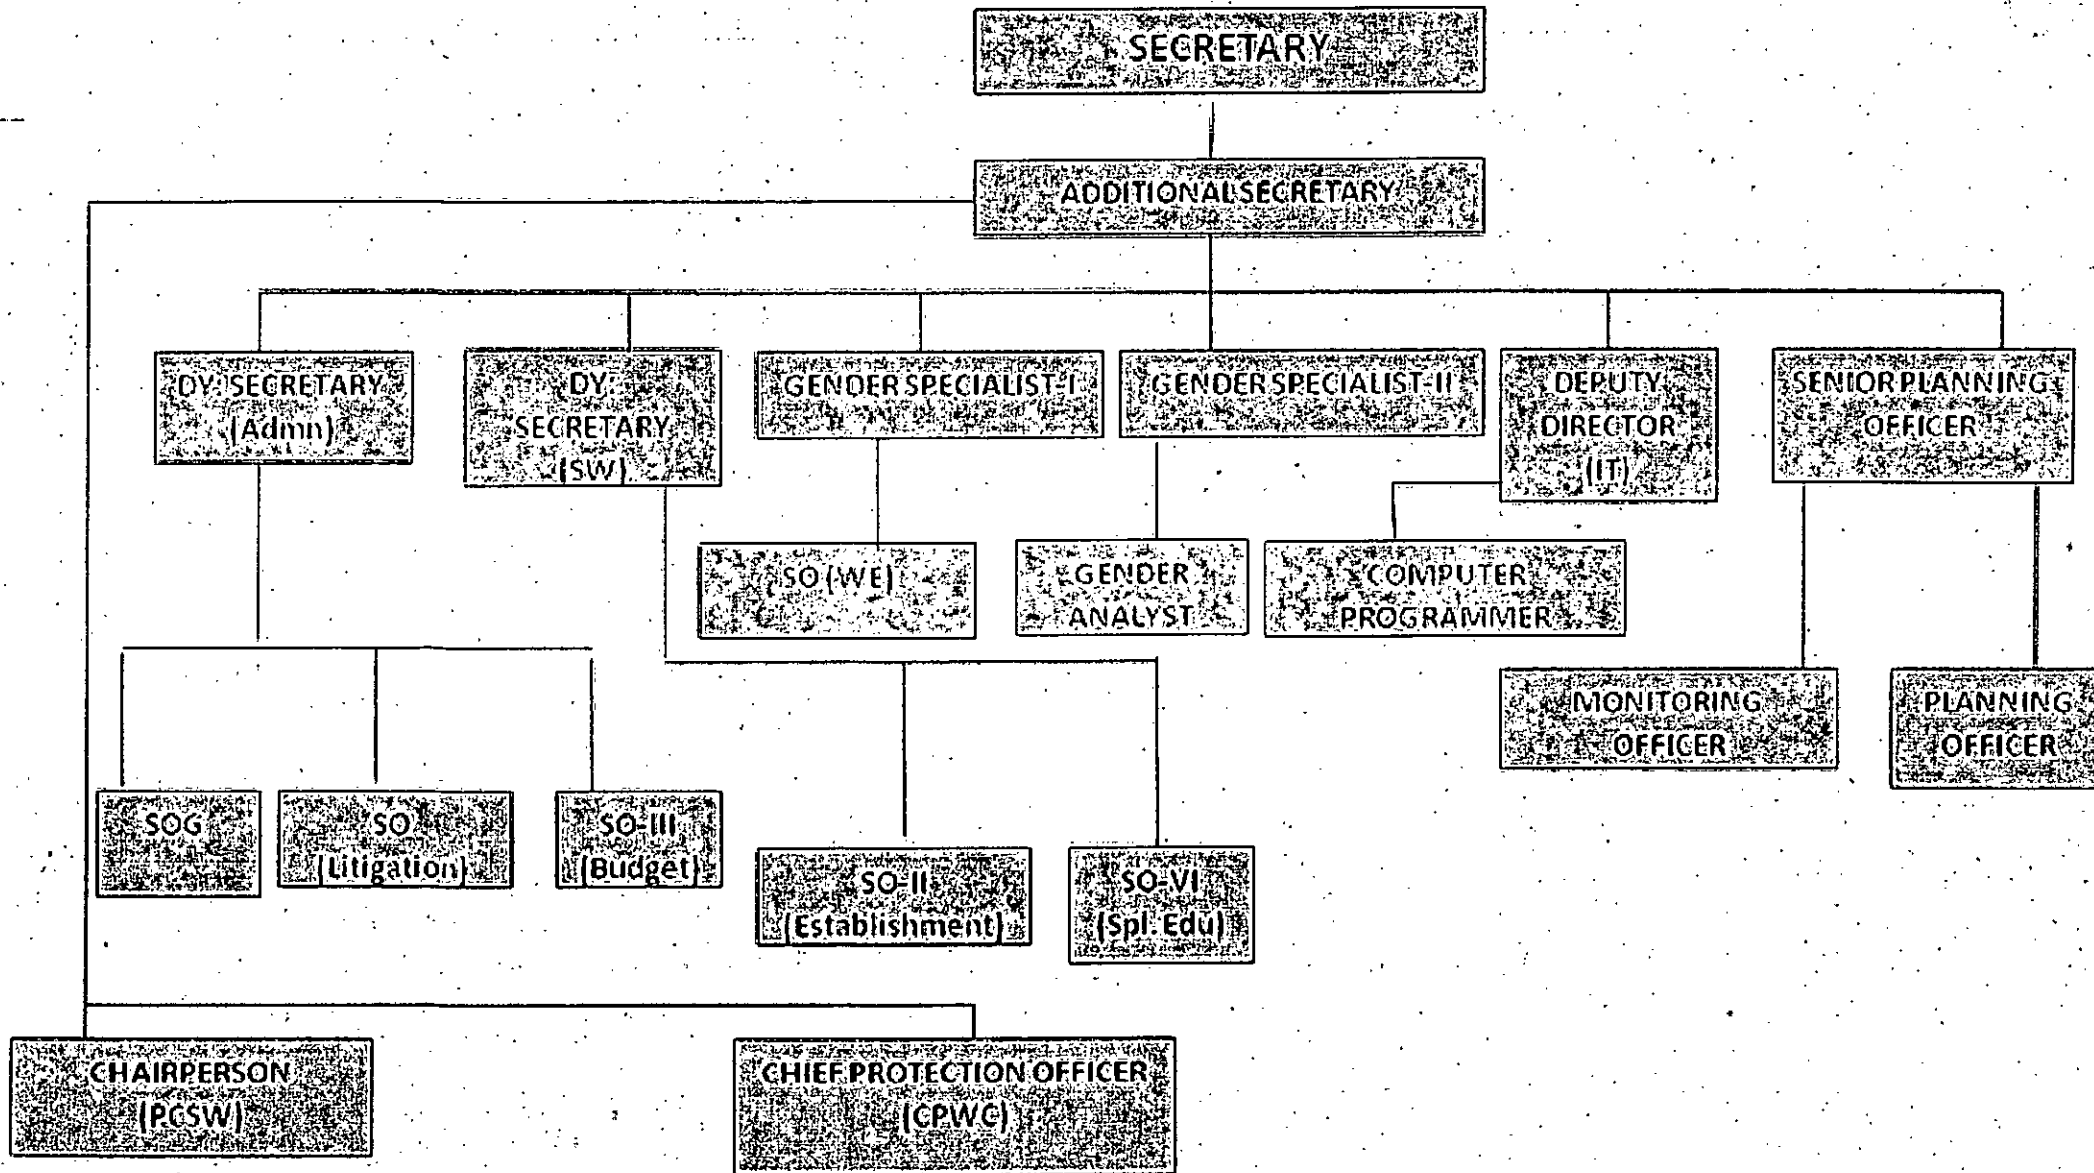 SECRETARY
ADDITIONAL SECRETARY
DY. SECRETARY
(Admn)
DY.
SECRETARY
(SW)
GENDER SPECIALIST-I
GENDER SPECIALIST-II
DEPUTY
DIRECTOR
(IT)
SENIOR PLANNING
OFFICER
SO (WE)
GENDER
ANALYST
COMPUTER
PROGRAMMER
MONITORING
OFFICER
PLANNING
OFFICER
SOG
SO
(Litigation)
SO-III
(Budget)
SO-II
(Establishment)
SO-VI
(Spl. Edu)
CHAIRPERSON
(PCSW)
CHIEF PROTECTION OFFICER
(CPWC)